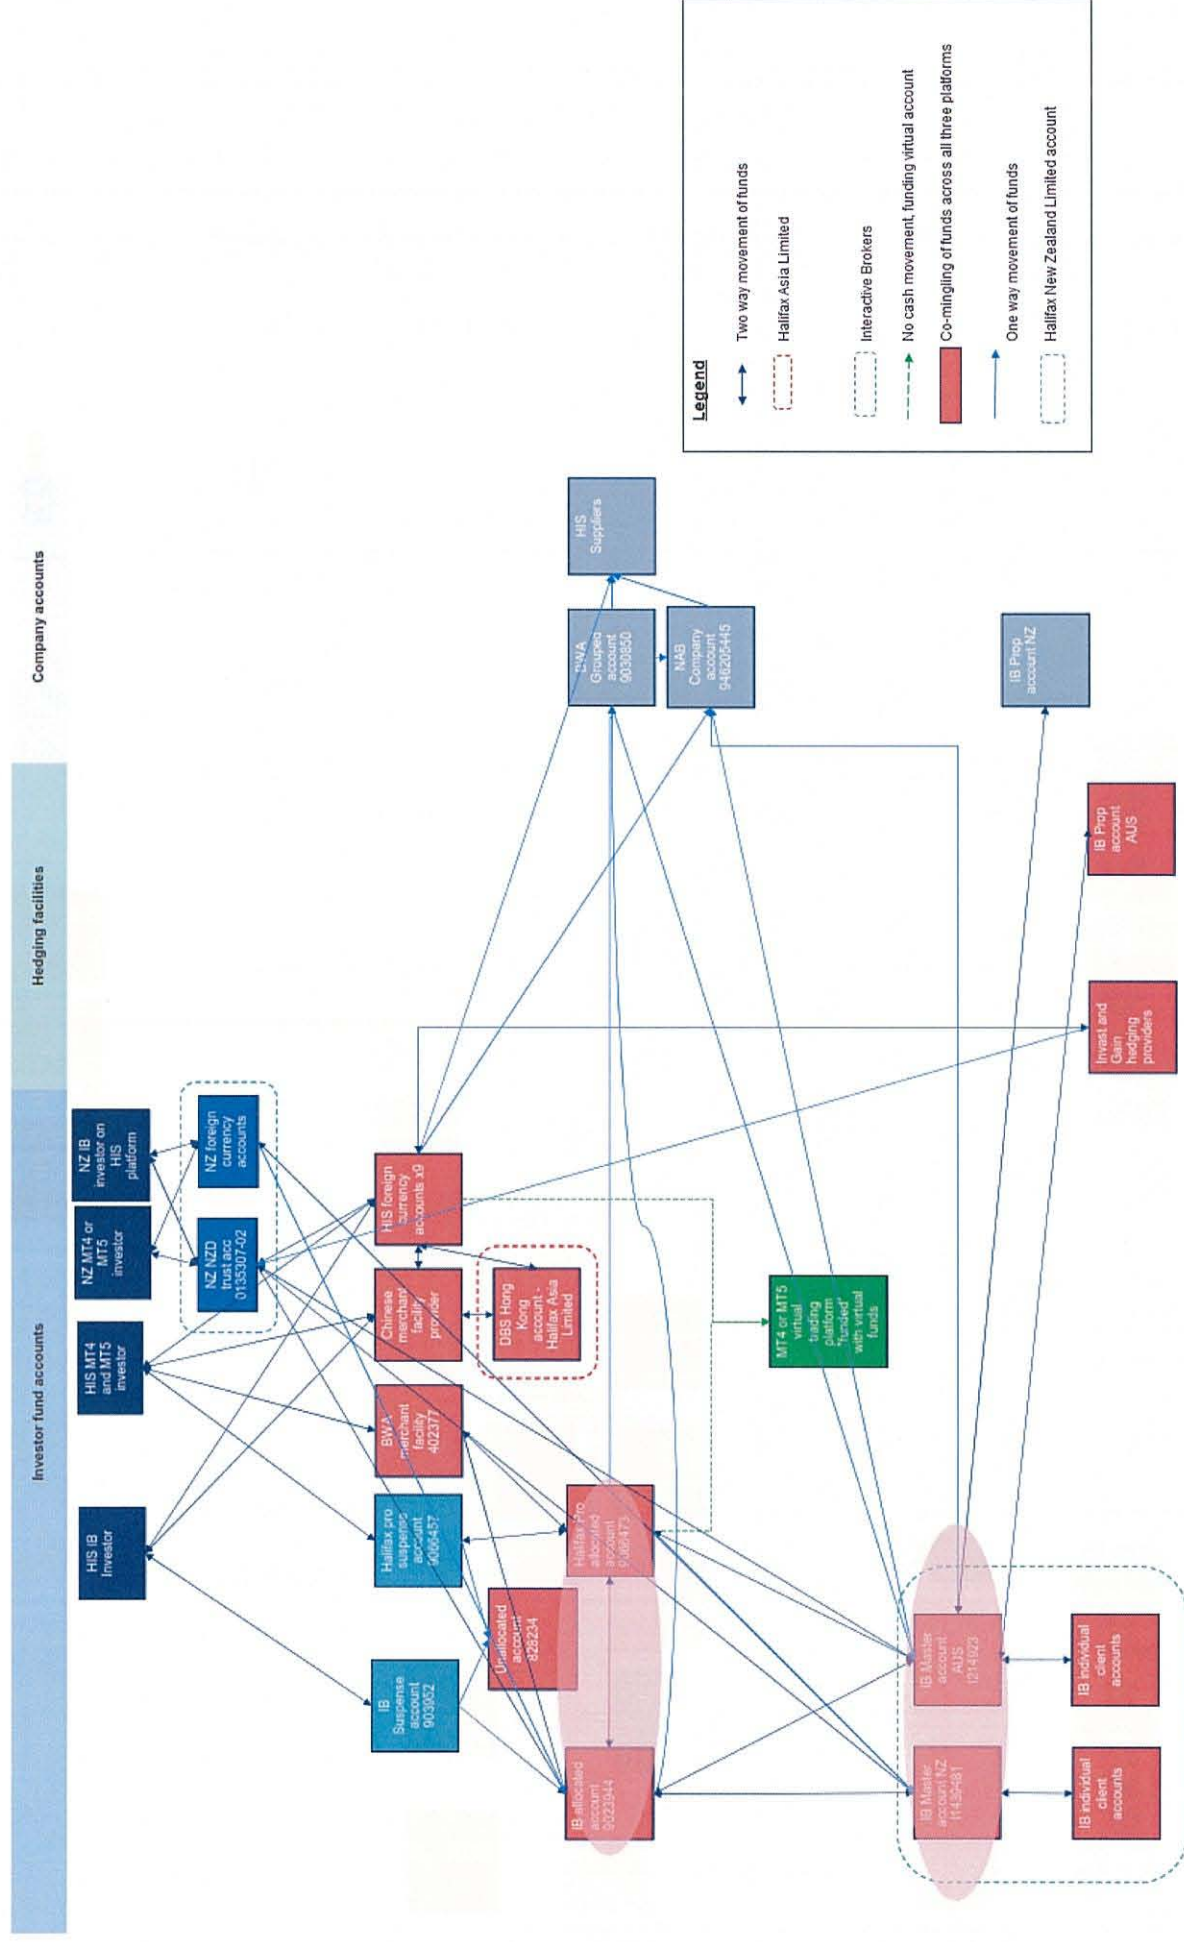 Investor fund accounts
Hedging facilities
Company accounts
HIS IB
Investor
HIS MT4
and MT5
investor
NZ MT4 or
MT5
investor
NZ IB
investor on
HIS
platform
NZ NZD
trust acc
0135307-02
NZ foreign
currency
accounts
IB
Suspense
account
903952
Halifax pro
suspense
account
9066457
BWA
merchant
facility
402377
Chinese
merchant
facility
provider
HIS foreign
currency
accounts x9
Unallocated
account
828234
DBS Hong
Kong
account -
Halifax Asia
Limited
IB allocated
account
9023944
Halifax Pro
allocated
account
BWA
Grouped
account
9030850
HIS
Suppliers
NAB
Company
account
946205445
MT4 or MT5
virtual
trading
platform
"funded"
with virtual
funds
IB Master
account NZ
I1439481
IB Master
account
AUS
I214923
IB Prop
account NZ
IB individual
client
accounts
IB individual
client
accounts
Invast and
Gain
hedging
providers
IB Prop
account
AUS
Legend
Two way movement of funds
Halifax Asia Limited
Interactive Brokers
No cash movement, funding virtual account
Co-mingling of funds across all three platforms
One way movement of funds
Halifax New Zealand Limited account